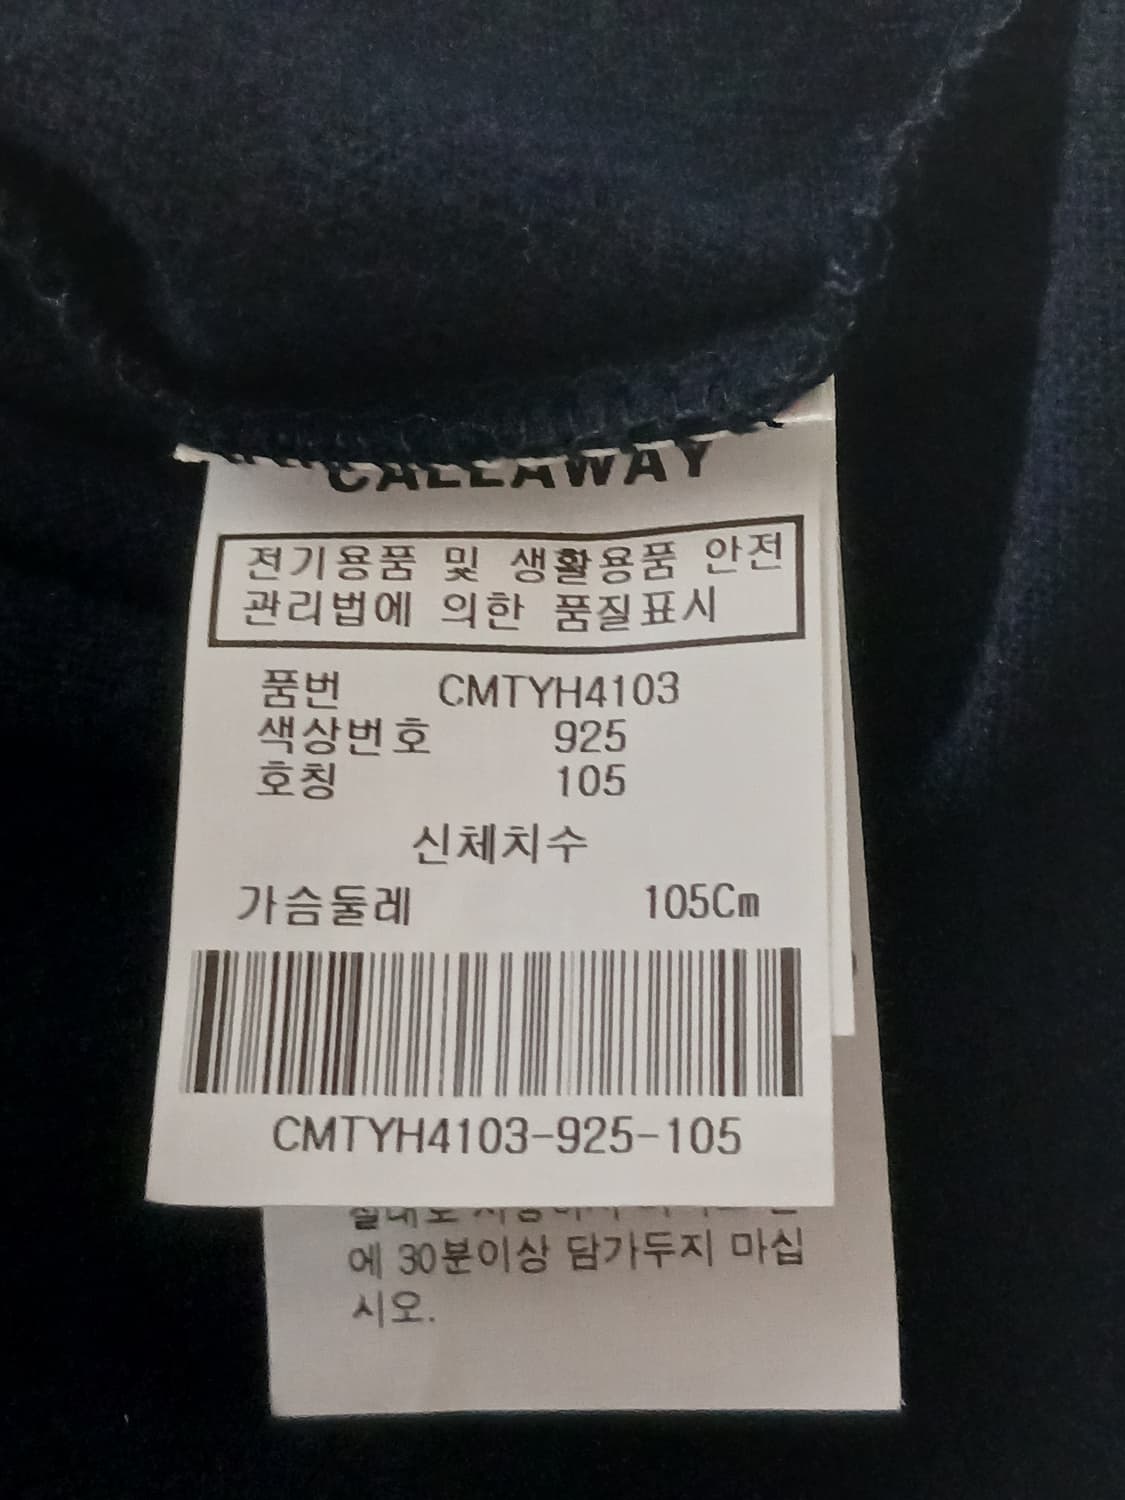 CALLAWAY
전기용품 및 생활용품 안전
관리법에 의한 품질표시
품번 CMTYH4103
색상번호 925
호칭 105
신체치수
가슴둘레 105Cm
CMTYH4103-925-105
에 30분이상 담가두지 마십
시오.